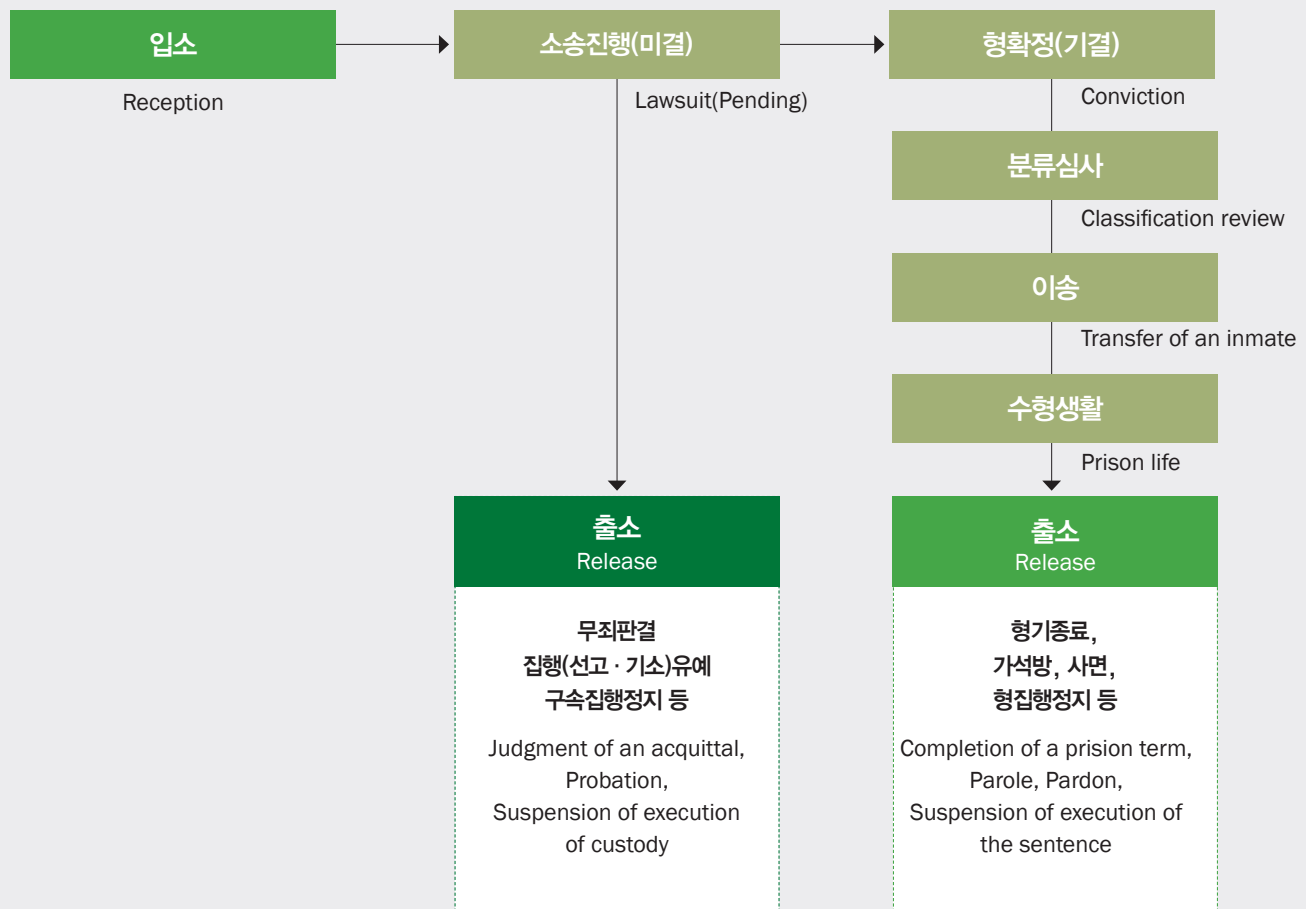 입소
Reception
소송진행(미결)
Lawsuit(Pending)
형확정(기결)
Conviction
분류심사
Classification review
이송
Transfer of an inmate
수형생활
Prison life
출소
Release
무죄판결
집행(선고 · 기소)유예
구속집행정지 등
Judgment of an acquittal,
Probation,
Suspension of execution
of custody
출소
Release
형기종료,
가석방, 사면,
형집행정지 등
Completion of a prision term,
Parole, Pardon,
Suspension of execution of
the sentence